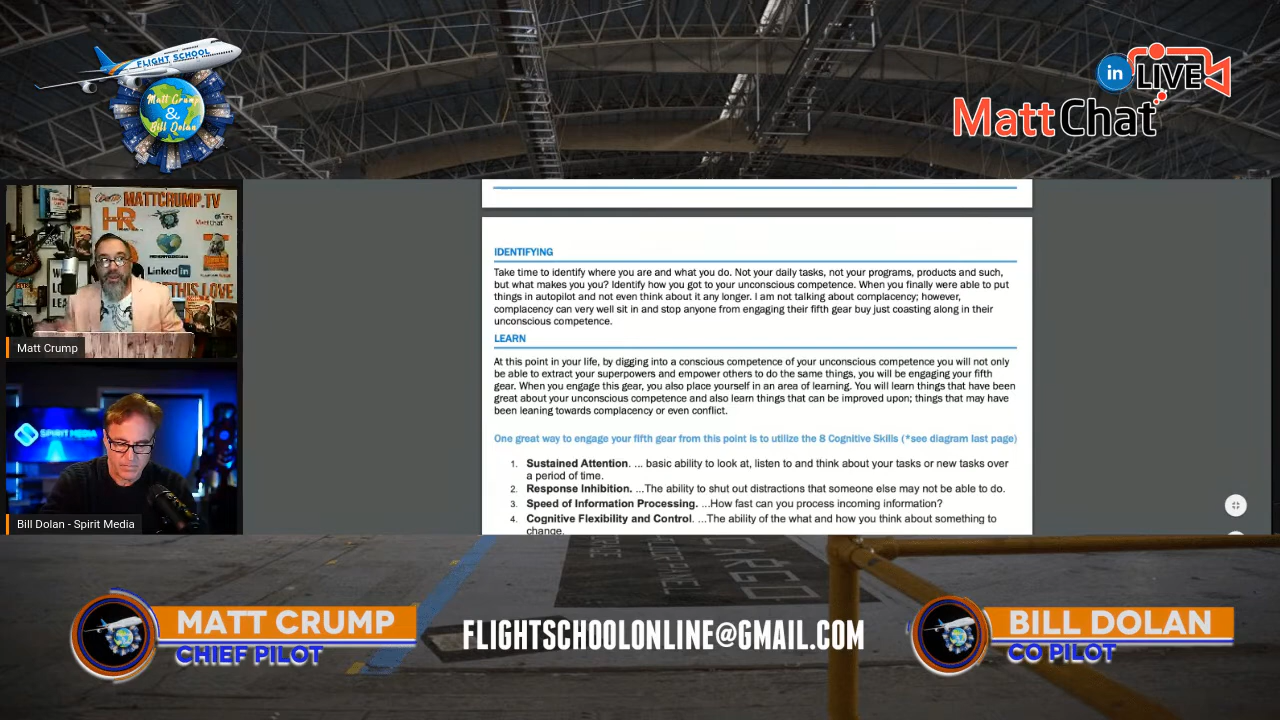 FLIGHT SCHOOL
Matt Crump
&
Bill Dolan
in LIVE
MattChat
MATTCRUMP.TV
HR
MattChat
LinkedIn
THIS LOVE
Matt Crump
SPIRIT MEDIA
Bill Dolan - Spirit Media
IDENTIFYING
Take time to identify where you are and what you do. Not your daily tasks, not your programs, products and such,
but what makes you you? Identify how you got to your unconscious competence. When you finally were able to put
things in autopilot and not even think about it any longer. I am not talking about complacency; however,
complacency can very well sit in and stop anyone from engaging their fifth gear buy just coasting along in their
unconscious competence.
LEARN
At this point in your life, by digging into a conscious competence of your unconscious competence you will not only
be able to extract your superpowers and empower others to do the same things, you will be engaging your fifth
gear. When you engage this gear, you also place yourself in an area of learning. You will learn things that have been
great about your unconscious competence and also learn things that can be improved upon; things that may have
been leaning towards complacency or even conflict.
One great way to engage your fifth gear from this point is to utilize the 8 Cognitive Skills (*see diagram last page)
1. Sustained Attention. ... basic ability to look at, listen to and think about your tasks or new tasks over
a period of time.
2. Response Inhibition. ...The ability to shut out distractions that someone else may not be able to do.
3. Speed of Information Processing. ...How fast can you process incoming information?
4. Cognitive Flexibility and Control. ...The ability of the what and how you think about something to
change.
CARGO
MATT CRUMP
CHIEF PILOT
FLIGHTSCHOOLONLINE@GMAIL.COM
BILL DOLAN
CO PILOT